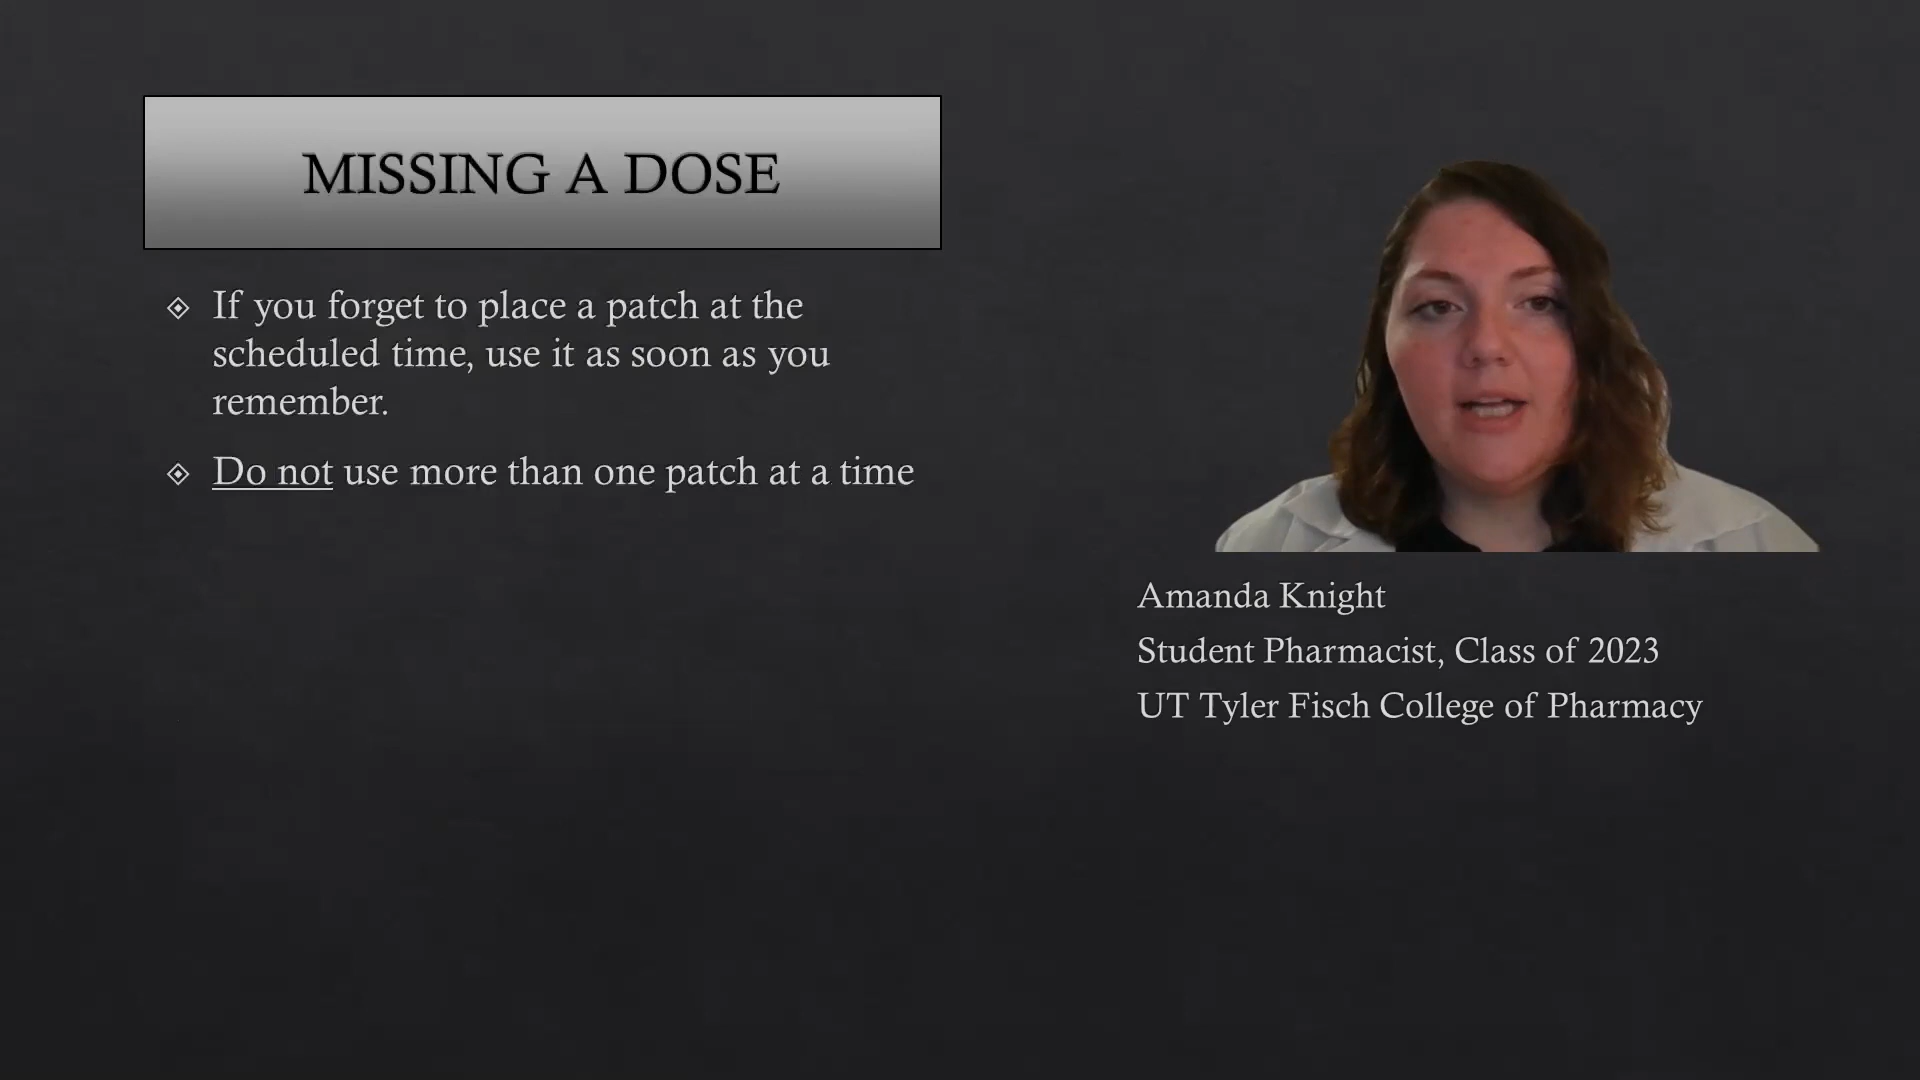 MISSING A DOSE
If you forget to place a patch at the
scheduled time, use it as soon as you
remember.
Do not use more than one patch at a time
Amanda Knight
Student Pharmacist, Class of 2023
UT Tyler Fisch College of Pharmacy